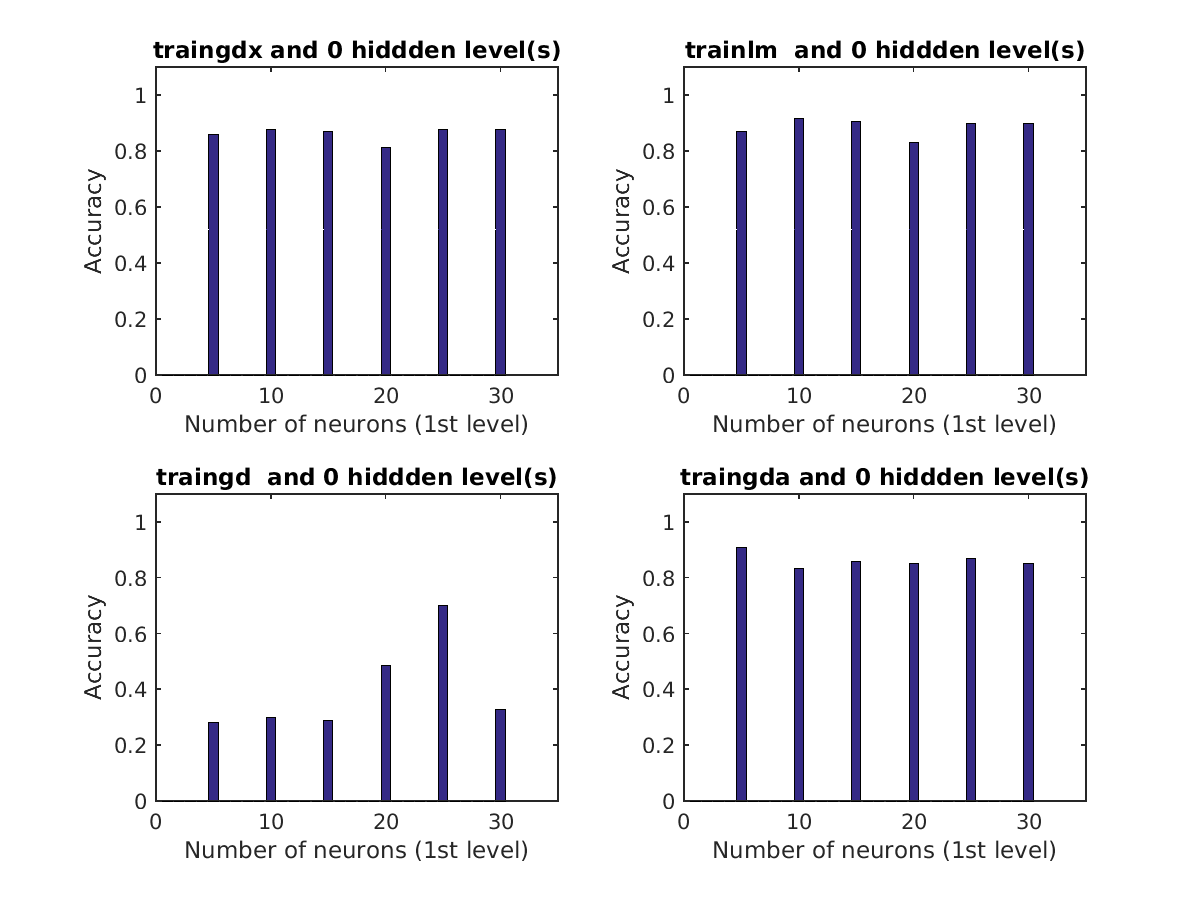 traingdx and 0 hiddden level(s)
1
0.8
0.6
0.4
0.2
0
Accuracy
0 10 20 30
Number of neurons (1st level)
trainlm  and 0 hiddden level(s)
1
0.8
0.6
0.4
0.2
0
Accuracy
0 10 20 30
Number of neurons (1st level)
traingd  and 0 hiddden level(s)
1
0.8
0.6
0.4
0.2
0
Accuracy
0 10 20 30
Number of neurons (1st level)
traingda and 0 hiddden level(s)
1
0.8
0.6
0.4
0.2
0
Accuracy
0 10 20 30
Number of neurons (1st level)